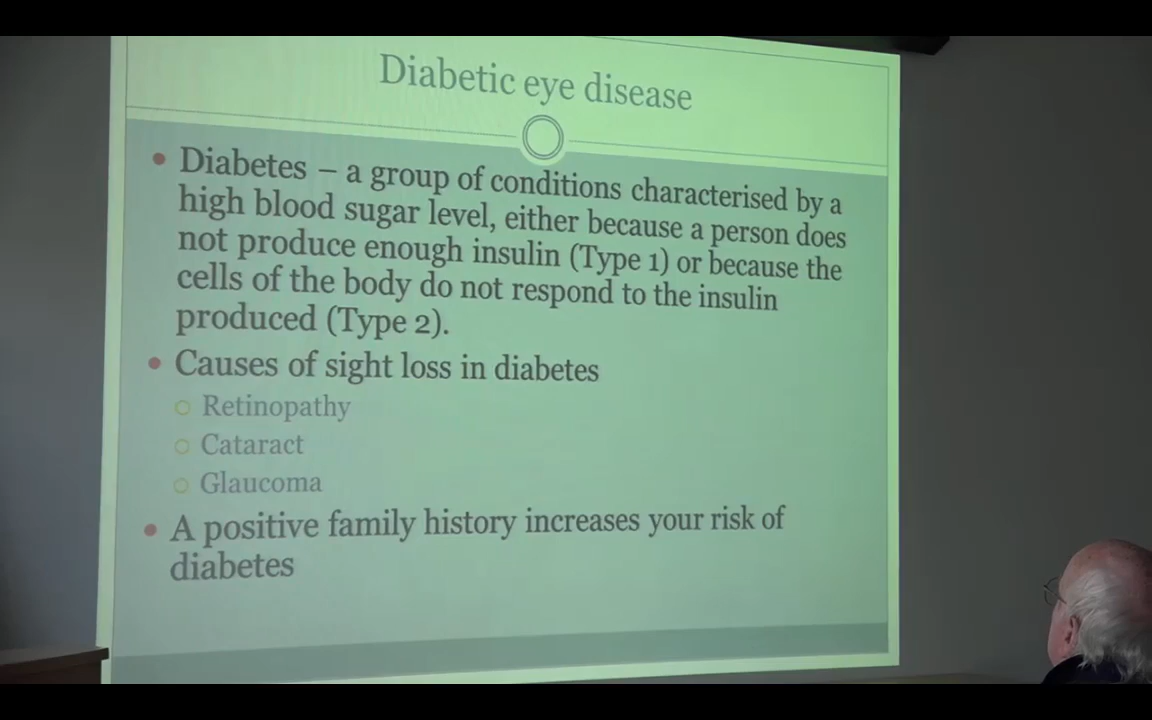 Diabetic eye disease
Diabetes – a group of conditions characterised by a
high blood sugar level, either because a person does
not produce enough insulin (Type 1) or because the
cells of the body do not respond to the insulin
produced (Type 2).
Causes of sight loss in diabetes
Retinopathy
Cataract
Glaucoma
A positive family history increases your risk of
diabetes